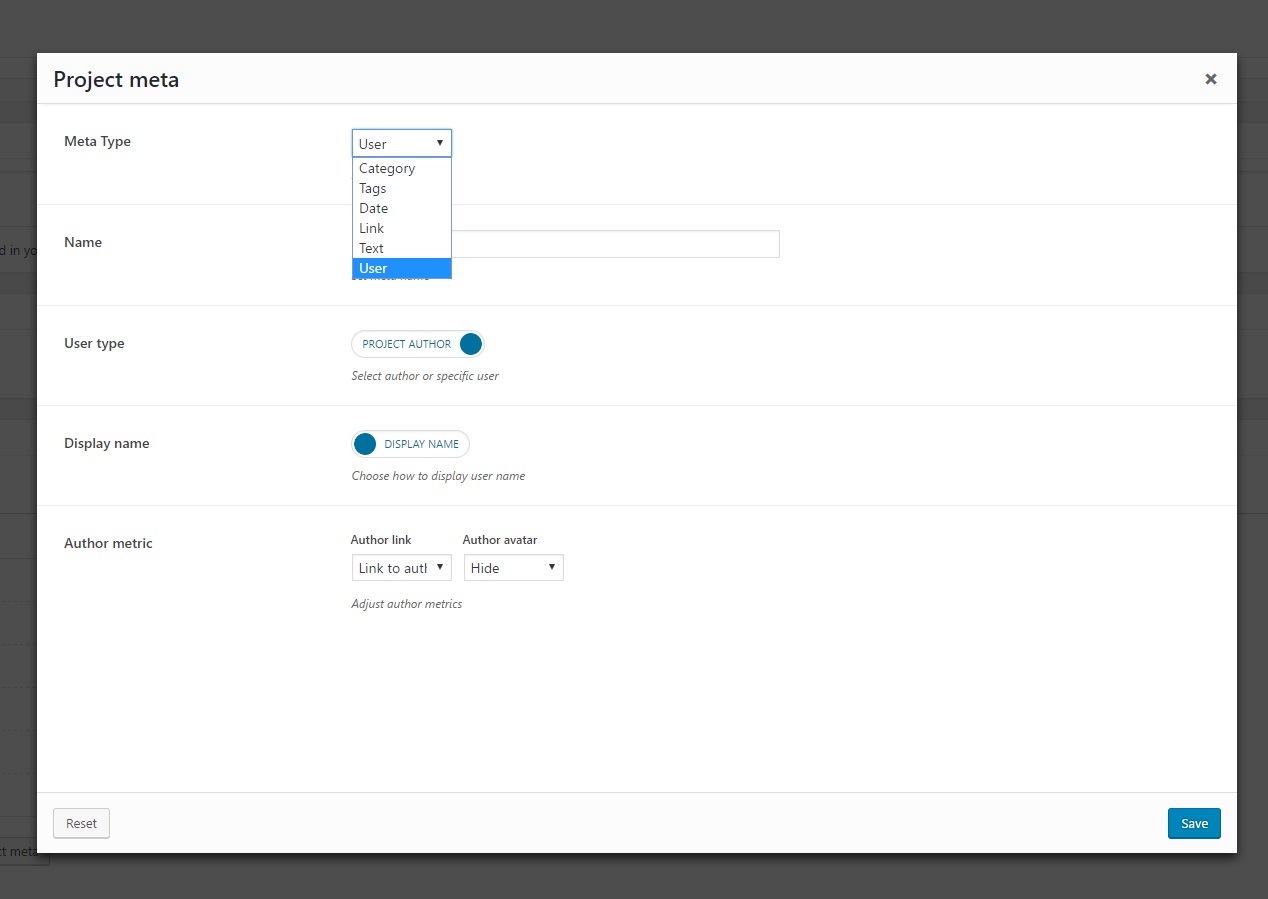 Project meta
Meta Type
User
Category
Tags
Date
Link
Text
User
Name
d in yo
User type
PROJECT AUTHOR
Select author or specific user
Display name
DISPLAY NAME
Choose how to display user name
Author metric
Author link Author avatar
Link to auth Hide
Adjust author metrics
Reset Save
ct meta